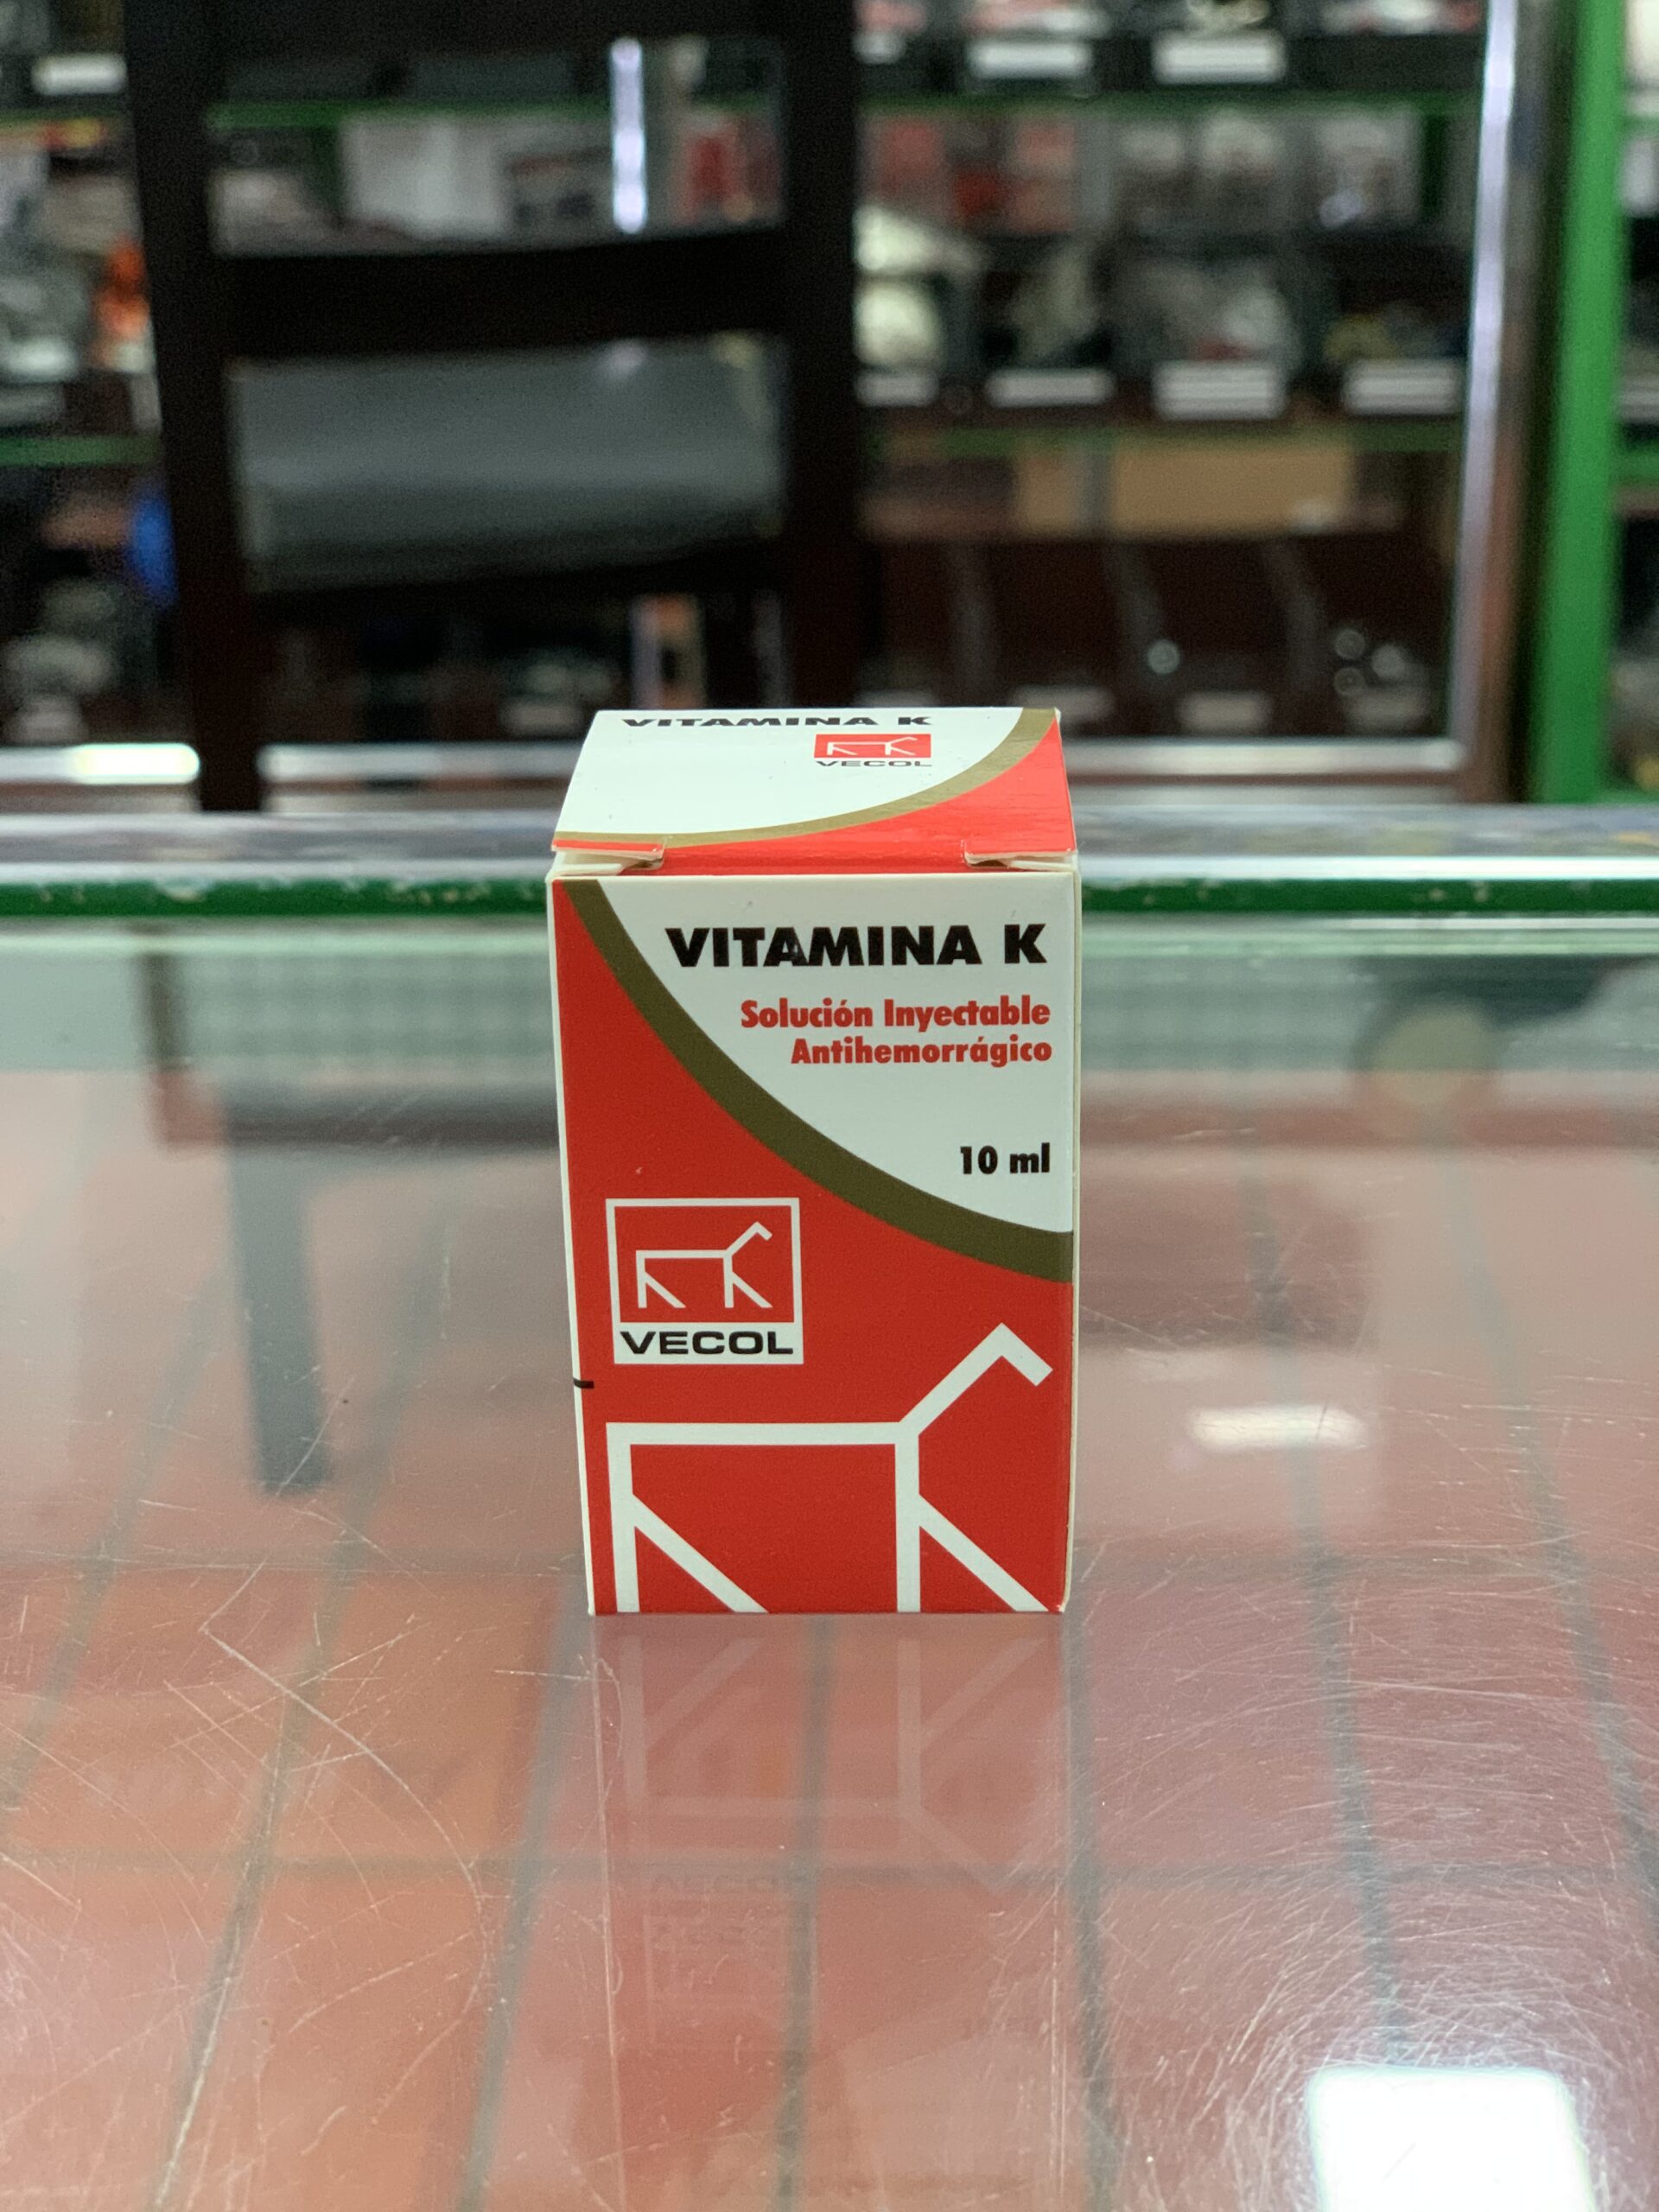 VITAMINA K
VECOL
VITAMINA K
Solución Inyectable
Antihemorrágico
10 ml
VECOL